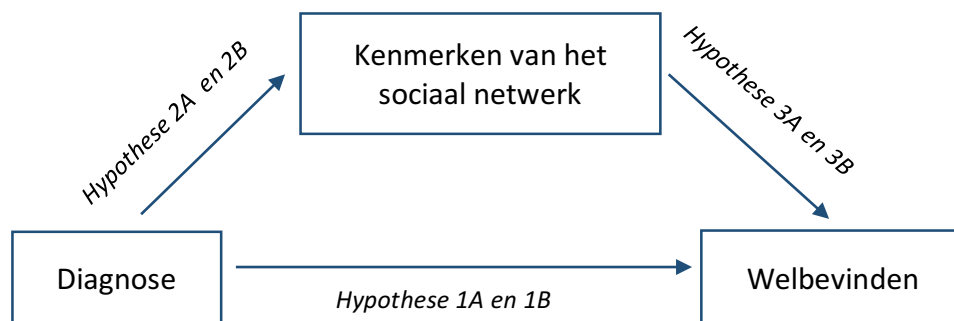 Kenmerken van het
sociaal netwerk
Hypothese 2A en 2B
Hypothese 3A en 3B
Diagnose
Welbevinden
Hypothese 1A en 1B